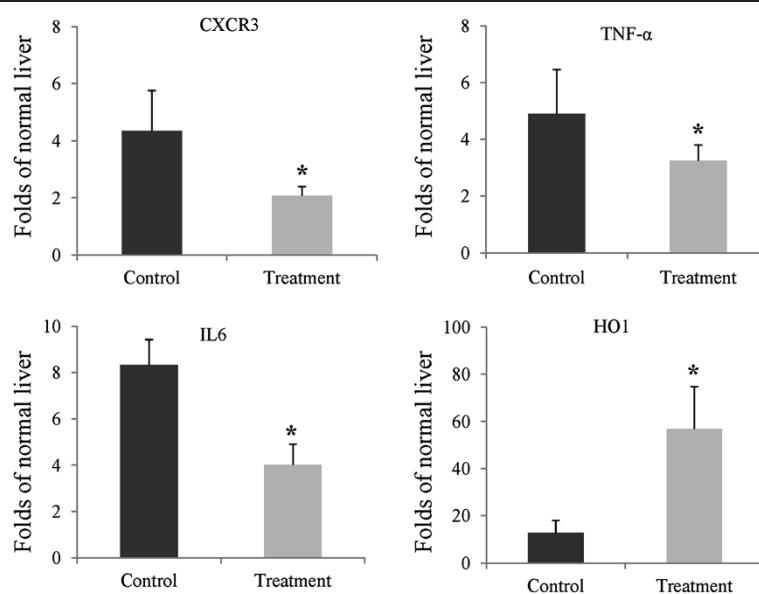 CXCR3
Folds of normal liver
8
6
4
2
0
*
Control Treatment
TNF-α
Folds of normal liver
8
6
4
2
0
*
Control Treatment
IL6
Folds of normal liver
10
8
6
4
2
0
*
Control Treatment
HO1
Folds of normal liver
100
80
60
40
20
0
*
Control Treatment